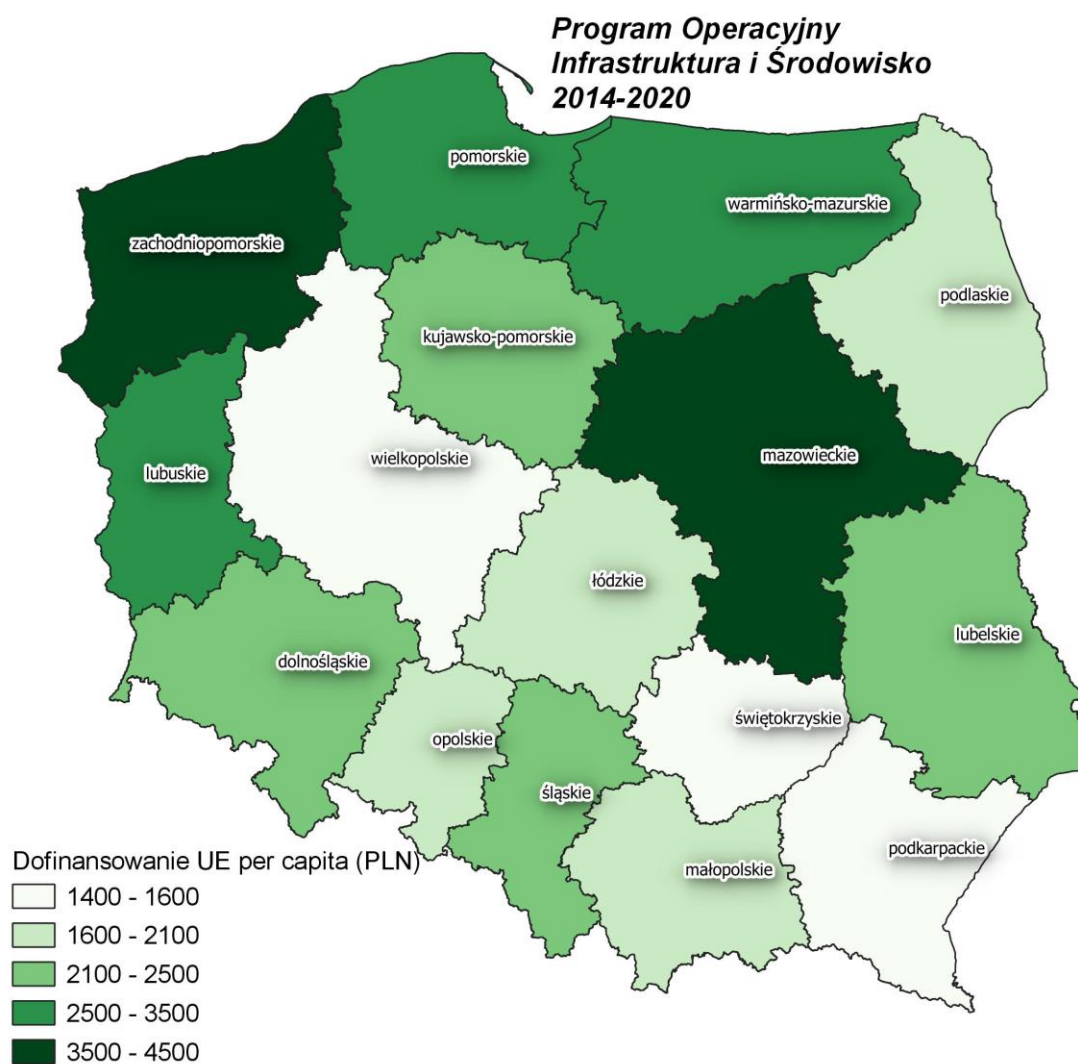 Program Operacyjny
Infrastruktura i Środowisko
2014-2020
pomorskie
warmińsko-mazurskie
zachodniopomorskie
podlaskie
kujawsko-pomorskie
mazowieckie
wielkopolskie
lubuskie
łódzkie
lubelskie
dolnośląskie
świętokrzyskie
opolskie
śląskie
podkarpackie
małopolskie
Dofinansowanie UE per capita (PLN)
1400 - 1600
1600 - 2100
2100 - 2500
2500 - 3500
3500 - 4500